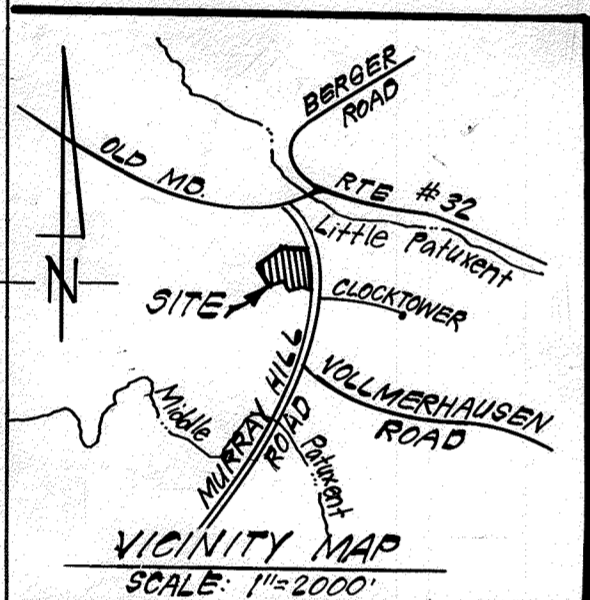 BERGER
ROAD
OLD MD.
RTE #32
Little Patuxent
N
SITE
CLOCKTOWER
VOLLMERHAUSEN
ROAD
MURRAY HILL
ROAD
Middle
Patuxent
VICINITY MAP
SCALE: 1"=2000'